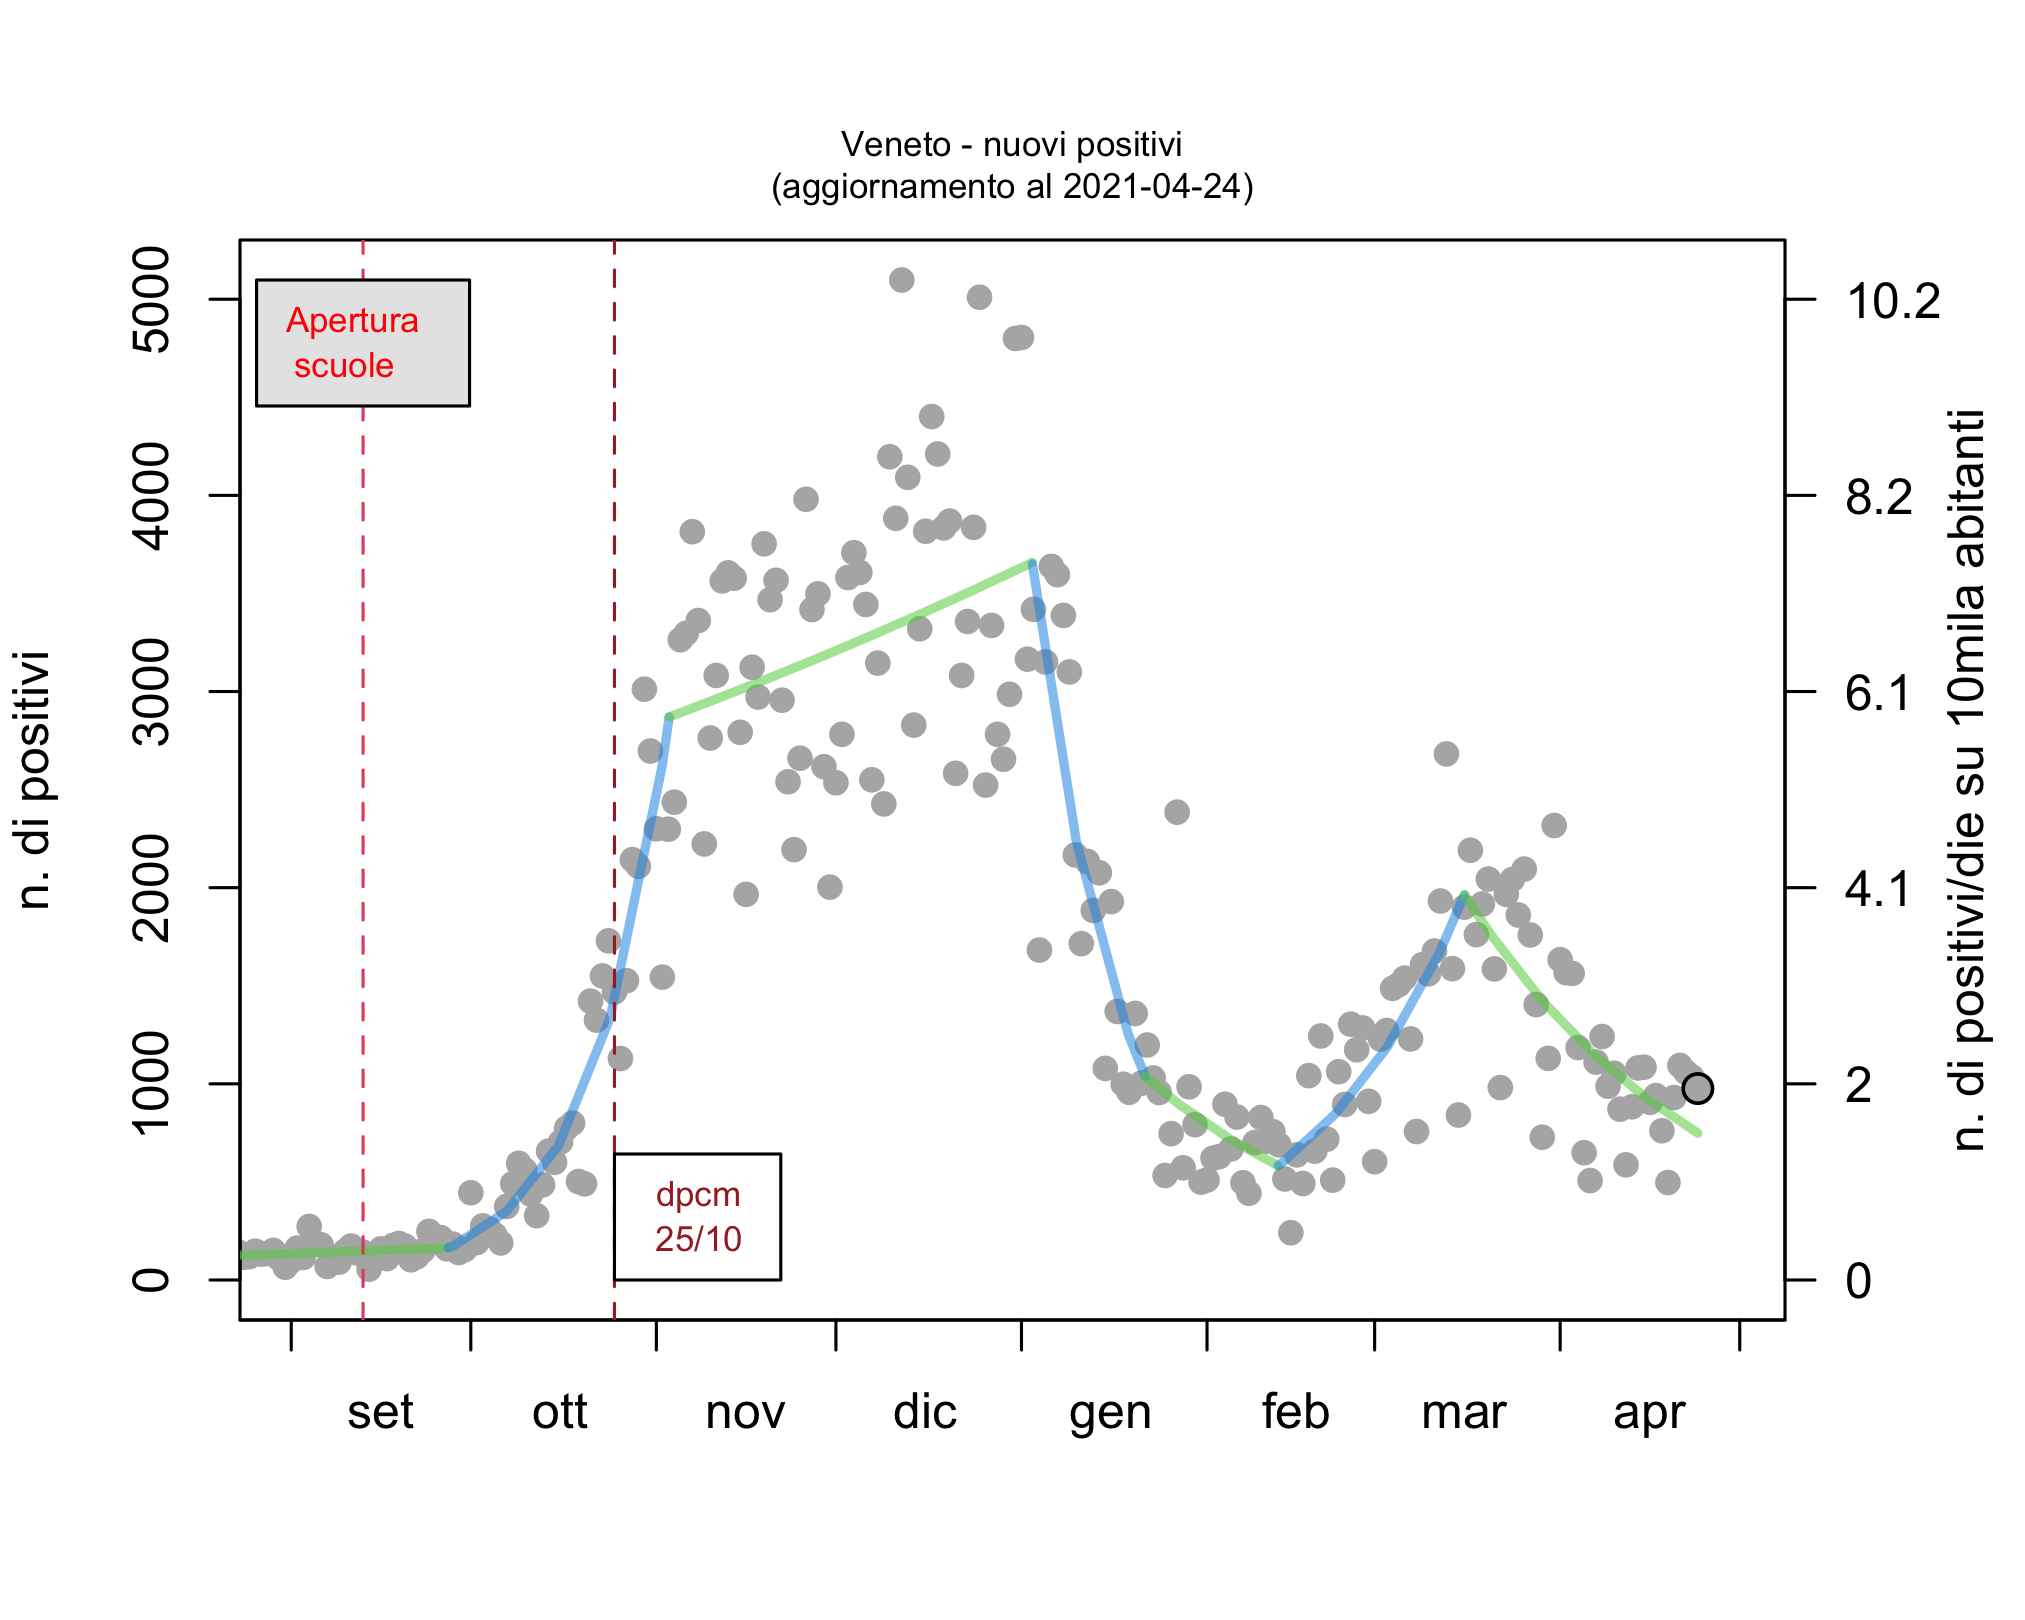 Veneto - nuovi positivi
(aggiornamento al 2021-04-24)
n. di positivi
5000
4000
3000
2000
1000
0
Apertura
scuole
dpcm
25/10
10.2
8.2
6.1
4.1
2
0
n. di positivi/die su 10mila abitanti
set ott nov dic gen feb mar apr